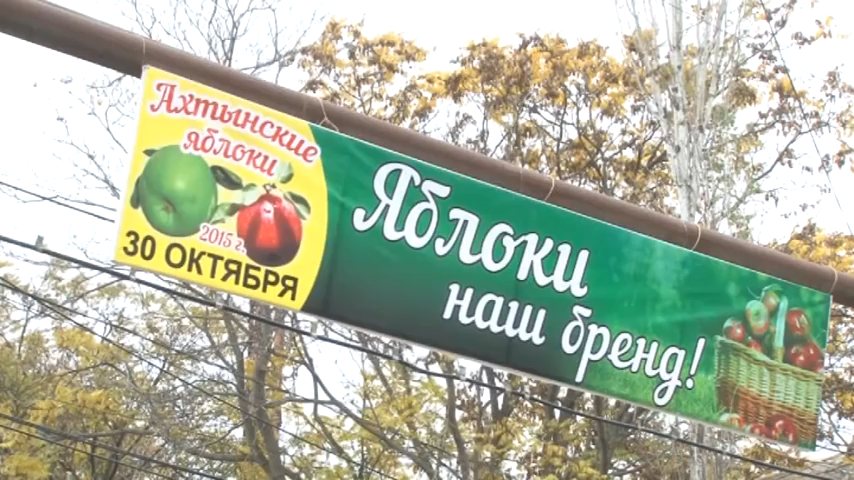 Ахтынские
яблоки
2015 г.
30 ОКТЯБРЯ
Яблоки
наш бренд!